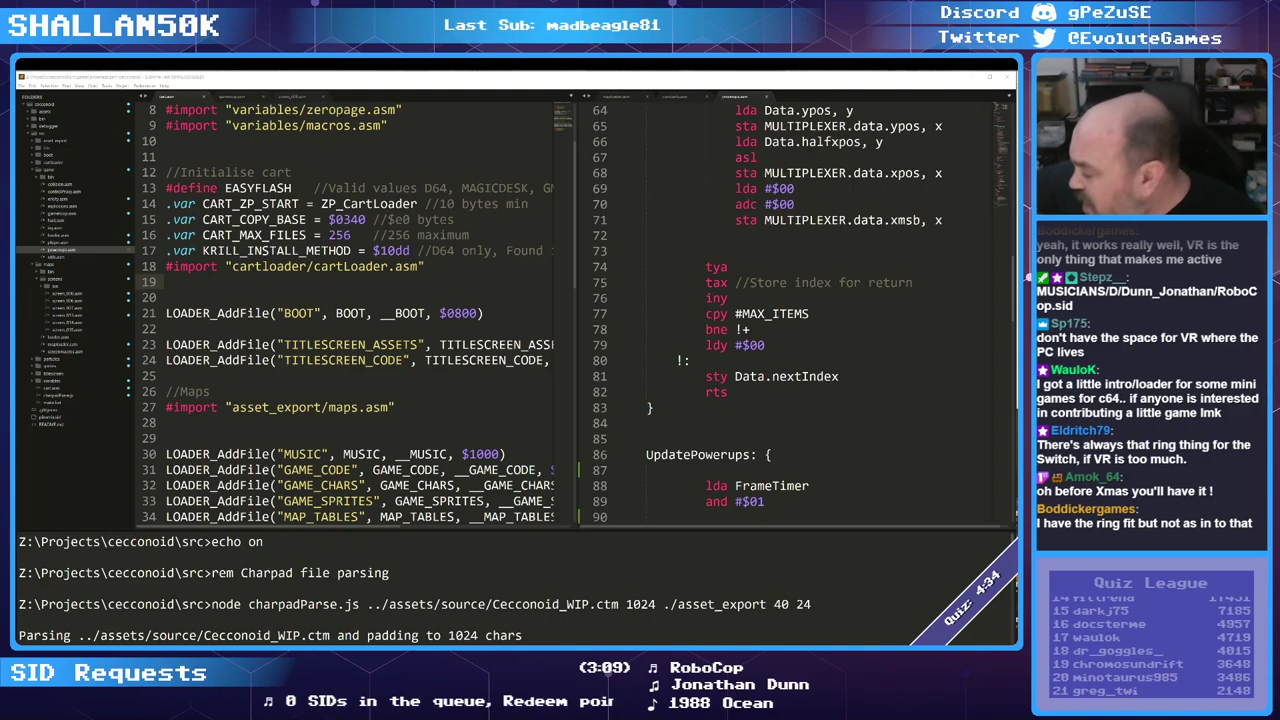 SHALLAN50K
Last Sub: madbeagle81
Discord gPeZuSE
Twitter @EvoluteGames
FOLDERS
8 #import "variables/zeropage.asm"
9 #import "variables/macros.asm"
10
11
12 //Initialise cart
13 #define EASYFLASH //Valid values D64, MAGICDESK, GM
14 .var CART_ZP_START = ZP_CartLoader //10 bytes min
15 .var CART_COPY_BASE = $0340 //$e0 bytes
16 .var CART_MAX_FILES = 256 //256 maximum
17 .var KRILL_INSTALL_METHOD = $10dd //D64 only, Found i
18 #import "cartloader/cartLoader.asm"
19
20
21 LOADER_AddFile("BOOT", BOOT, __BOOT, $0800)
22
23 LOADER_AddFile("TITLESCREEN_ASSETS", TITLESCREEN_ASSE
24 LOADER_AddFile("TITLESCREEN_CODE", TITLESCREEN_CODE,
25
26 //Maps
27 #import "asset_export/maps.asm"
28
29
30 LOADER_AddFile("MUSIC", MUSIC, __MUSIC, $1000)
31 LOADER_AddFile("GAME_CODE", GAME_CODE, __GAME_CODE, $
32 LOADER_AddFile("GAME_CHARS", GAME_CHARS, __GAME_CHARS
33 LOADER_AddFile("GAME_SPRITES", GAME_SPRITES, __GAME_S
34 LOADER_AddFile("MAP_TABLES", MAP_TABLES, __MAP_TABLES
64 lda Data.ypos, y
65 sta MULTIPLEXER.data.ypos, x
66 lda Data.halfxpos, y
67 asl
68 sta MULTIPLEXER.data.xpos, x
69 lda #$00
70 adc #$00
71 sta MULTIPLEXER.data.xmsb, x
72
73
74 tya
75 tax //Store index for return
76 iny
77 cpy #MAX_ITEMS
78 bne !+
79 ldy #$00
80 !:
81 sty Data.nextIndex
82 rts
83 }
84
85
86 UpdatePowerups: {
87
88 lda FrameTimer
89 and #$01
90
Z:\Projects\cecconoid\src>echo on
Z:\Projects\cecconoid\src>rem Charpad file parsing
Z:\Projects\cecconoid\src>node charpadParse.js ../assets/source/Cecconoid_WIP.ctm 1024 ./asset_export 40 24
Parsing ../assets/source/Cecconoid_WIP.ctm and padding to 1024 chars
Quiz: 4:34
Boddickergames:
yeah, it works really well, VR is the
only thing that makes me active
Stepz__:
MUSICIANS/D/Dunn_Jonathan/RoboC
op.sid
Sp175:
don't have the space for VR where the
PC lives
WauloK:
I got a little intro/loader for some mini
games for c64.. if anyone is interested
in contributing a little game lmk
Eldritch79:
There's always that ring thing for the
Switch, if VR is too much.
Amok_64:
oh before Xmas you'll have it !
Boddickergames:
I have the ring fit but not as in to that
Quiz League
15 darkj75 7185
16 docsterme 4957
17 waulok 4719
18 dr_goggles_ 4015
19 chromosundrift 3648
20 minotaurus985 3486
21 greg_twi 2148
SID Requests
(3:09) RoboCop
Jonathan Dunn
1988 Ocean
0 SIDs in the queue, Redeem poin